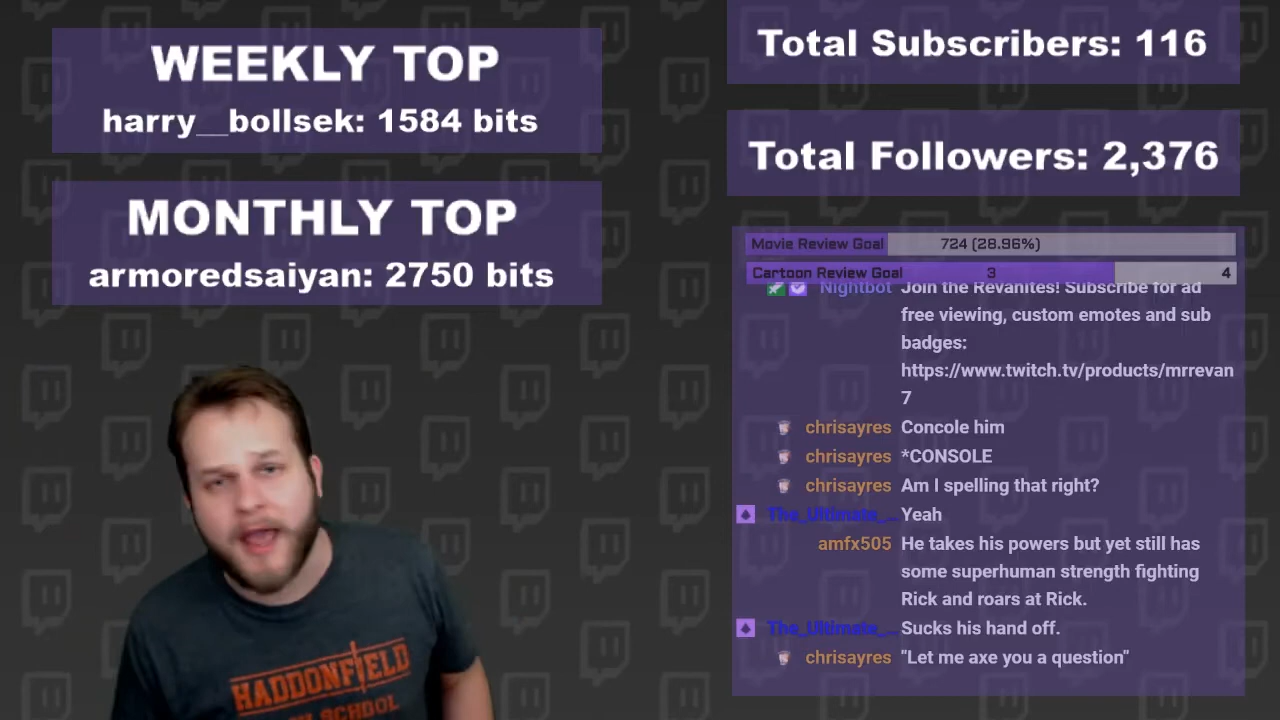 WEEKLY TOP
harry__bollsek: 1584 bits
MONTHLY TOP
armoredsaiyan: 2750 bits
Total Subscribers: 116
Total Followers: 2,376
Movie Review Goal 724 (28.96%)
Cartoon Review Goal 3 4
Nightbot Join the Revanites! Subscribe for ad
free viewing, custom emotes and sub
badges:
https://www.twitch.tv/products/mrrevan
7
chrisayres Concole him
chrisayres *CONSOLE
chrisayres Am I spelling that right?
The_Ultimate_... Yeah
amfx505 He takes his powers but yet still has
some superhuman strength fighting
Rick and roars at Rick.
The_Ultimate_... Sucks his hand off.
chrisayres "Let me axe you a question"
HADDONFIELD
SCHOOL